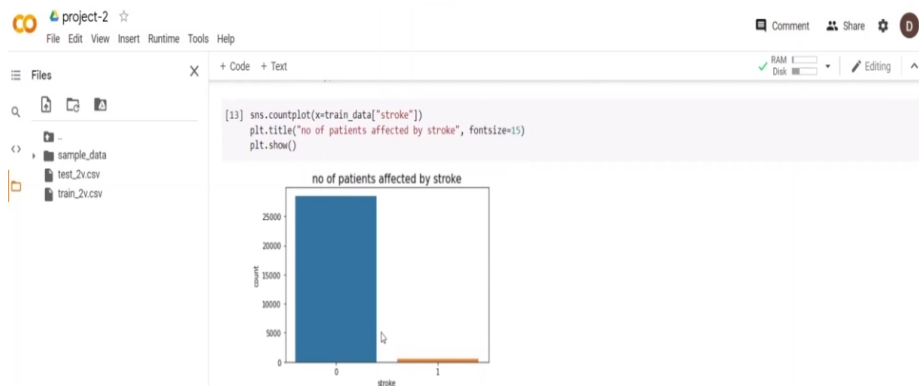 project-2
File Edit View Insert Runtime Tools Help
Comment Share D
Files
+ Code + Text
RAM
Disk
Editing
..
sample_data
test_2v.csv
train_2v.csv
[13] sns.countplot(x=train_data["stroke"])
plt.title("no of patients affected by stroke", fontsize=15)
plt.show()
no of patients affected by stroke
25000
20000
15000
10000
5000
0
count
0 1
stroke